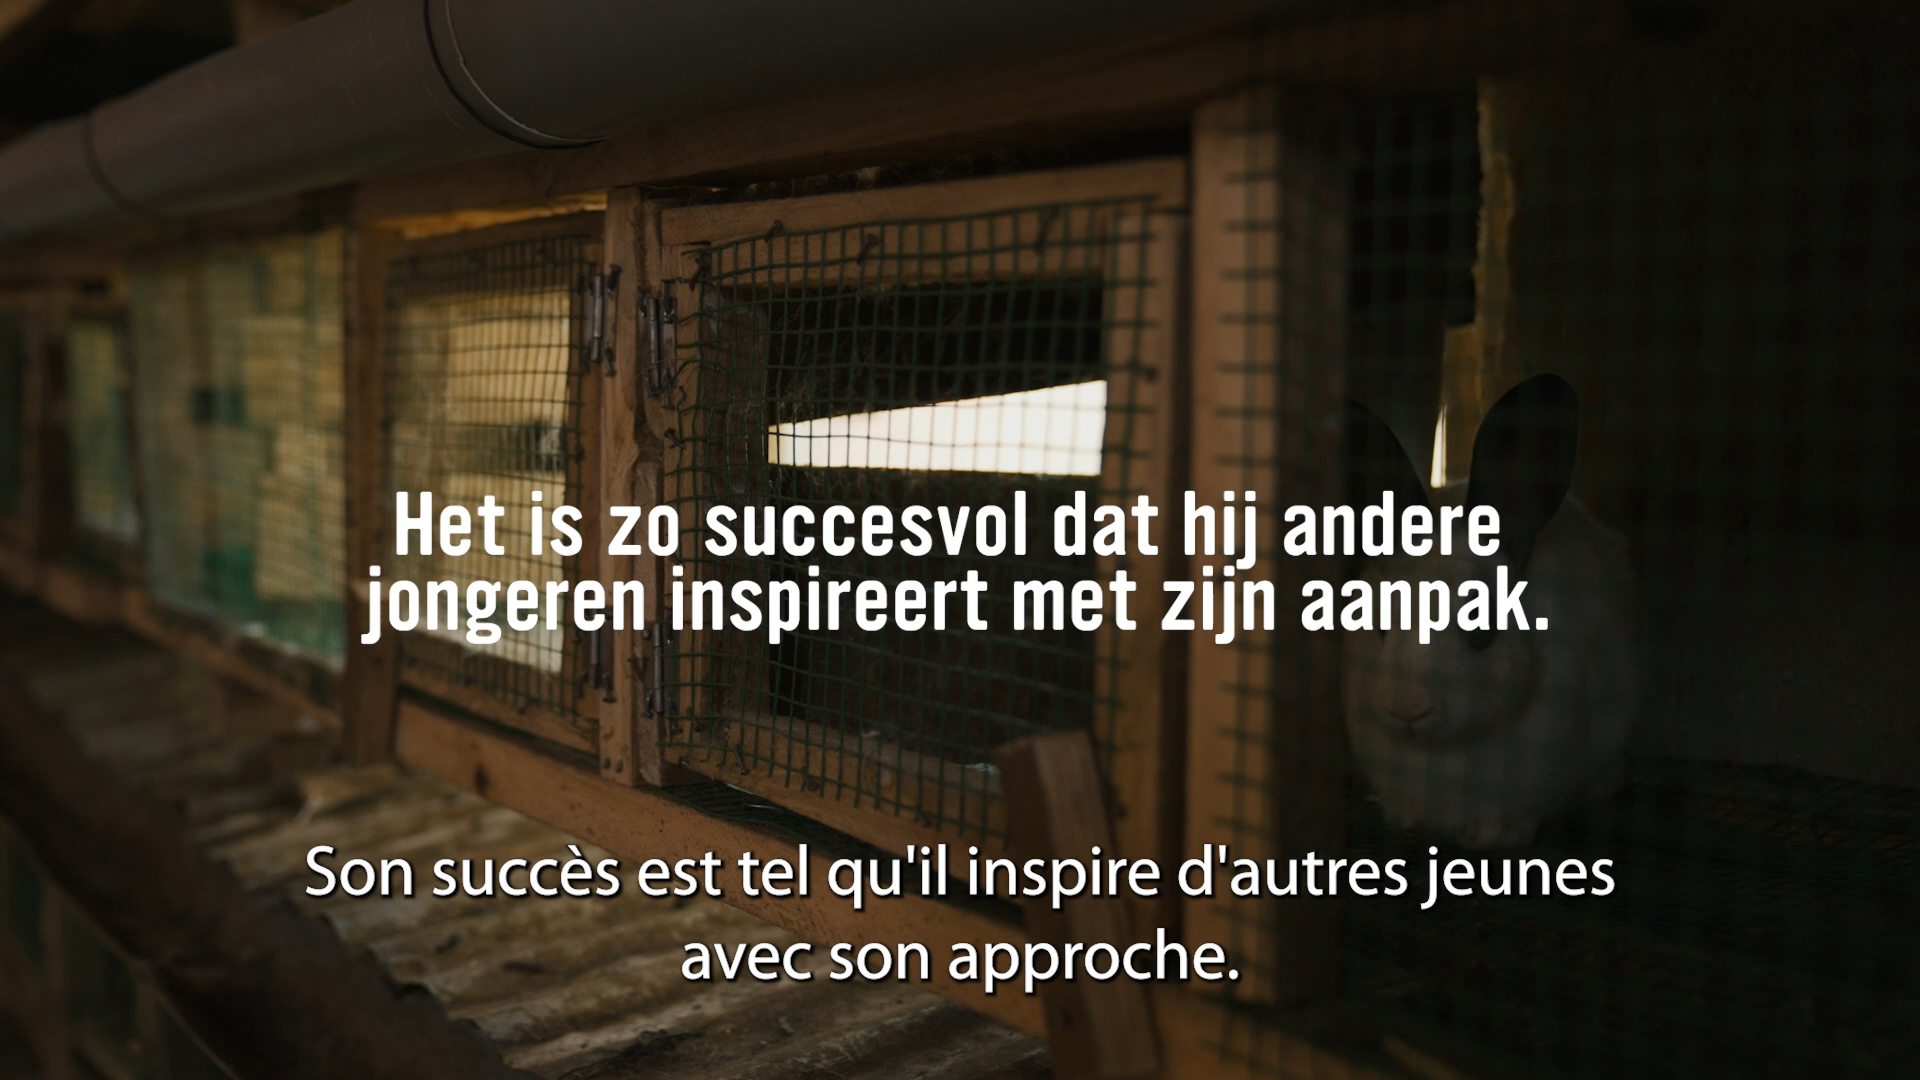 Het is zo succesvol dat hij andere
jongeren inspireert met zijn aanpak.
Son succès est tel qu'il inspire d'autres jeunes
avec son approche.